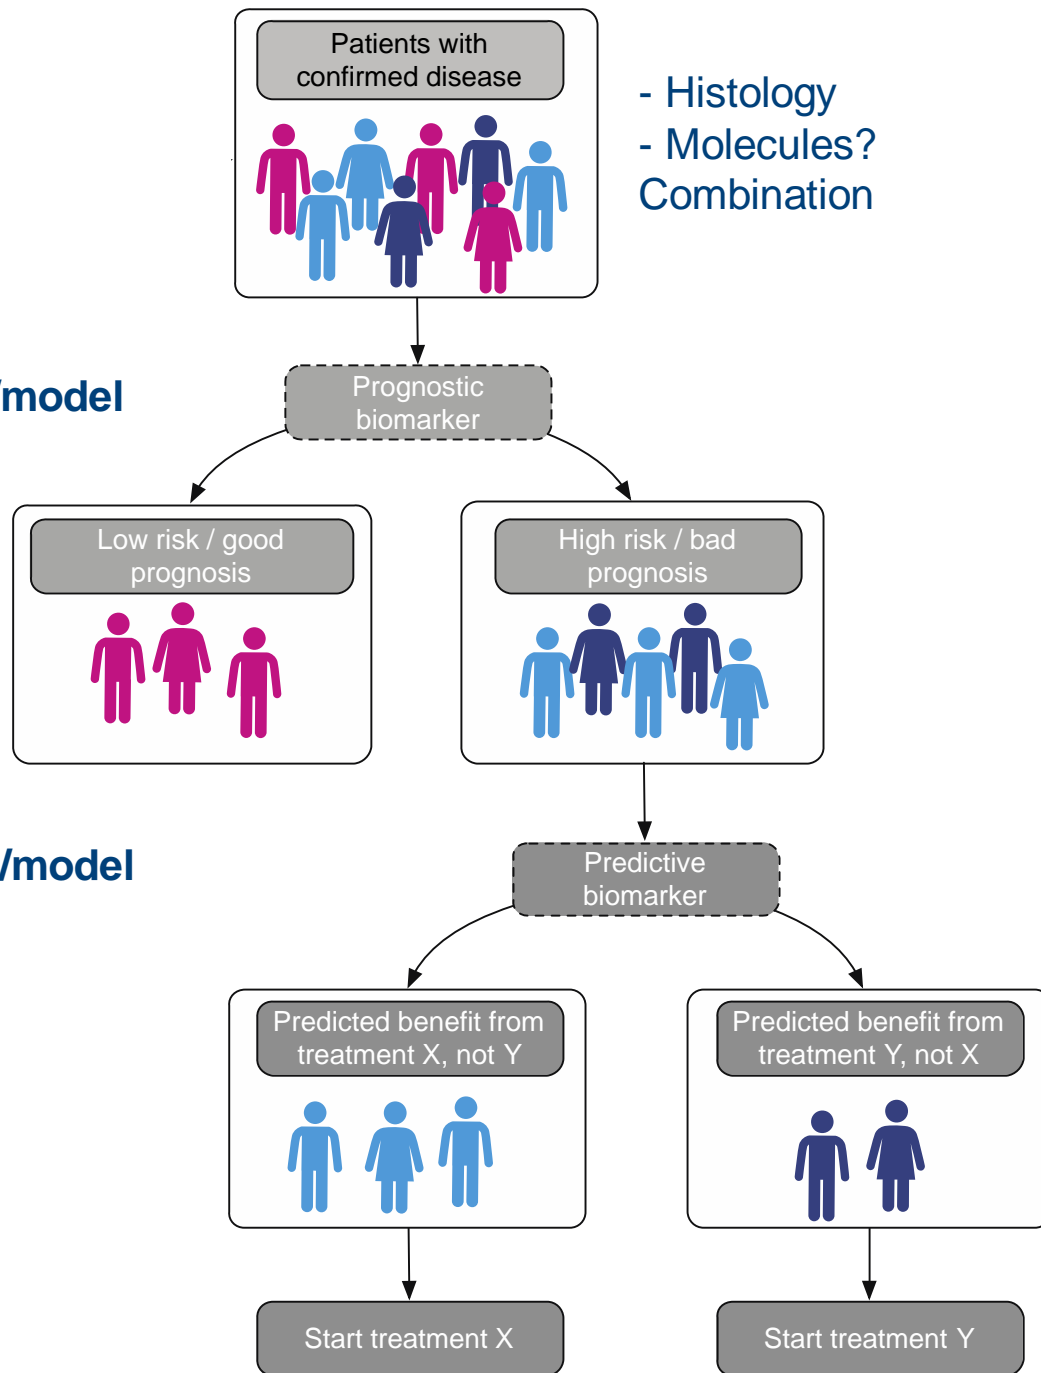 Patients with
confirmed disease
- Histology
- Molecules?
Combination
/model
Prognostic
biomarker
Low risk / good
prognosis
High risk / bad
prognosis
/model
Predictive
biomarker
Predicted benefit from
treatment X, not Y
Predicted benefit from
treatment Y, not X
Start treatment X
Start treatment Y